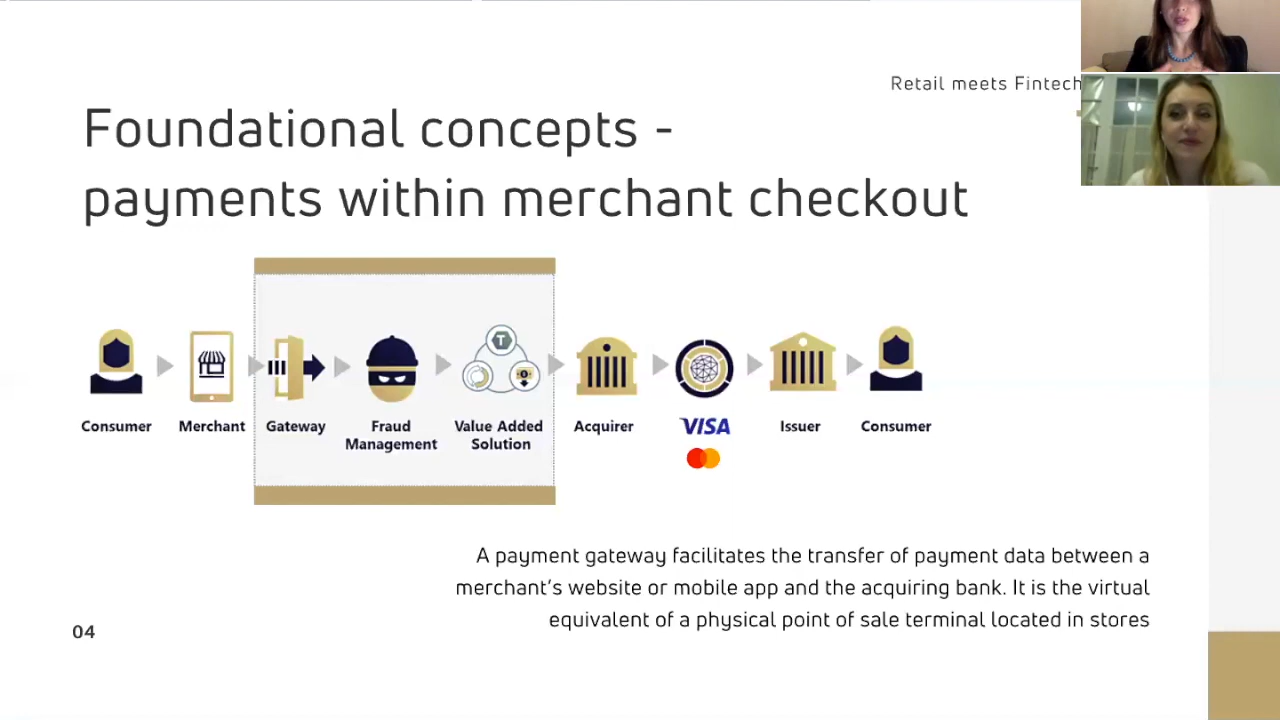 Retail meets Fintech
Foundational concepts -
payments within merchant checkout
Consumer
Merchant
Gateway
Fraud
Management
Value Added
Solution
Acquirer
VISA
Issuer
Consumer
A payment gateway facilitates the transfer of payment data between a
merchant's website or mobile app and the acquiring bank. It is the virtual
equivalent of a physical point of sale terminal located in stores
04